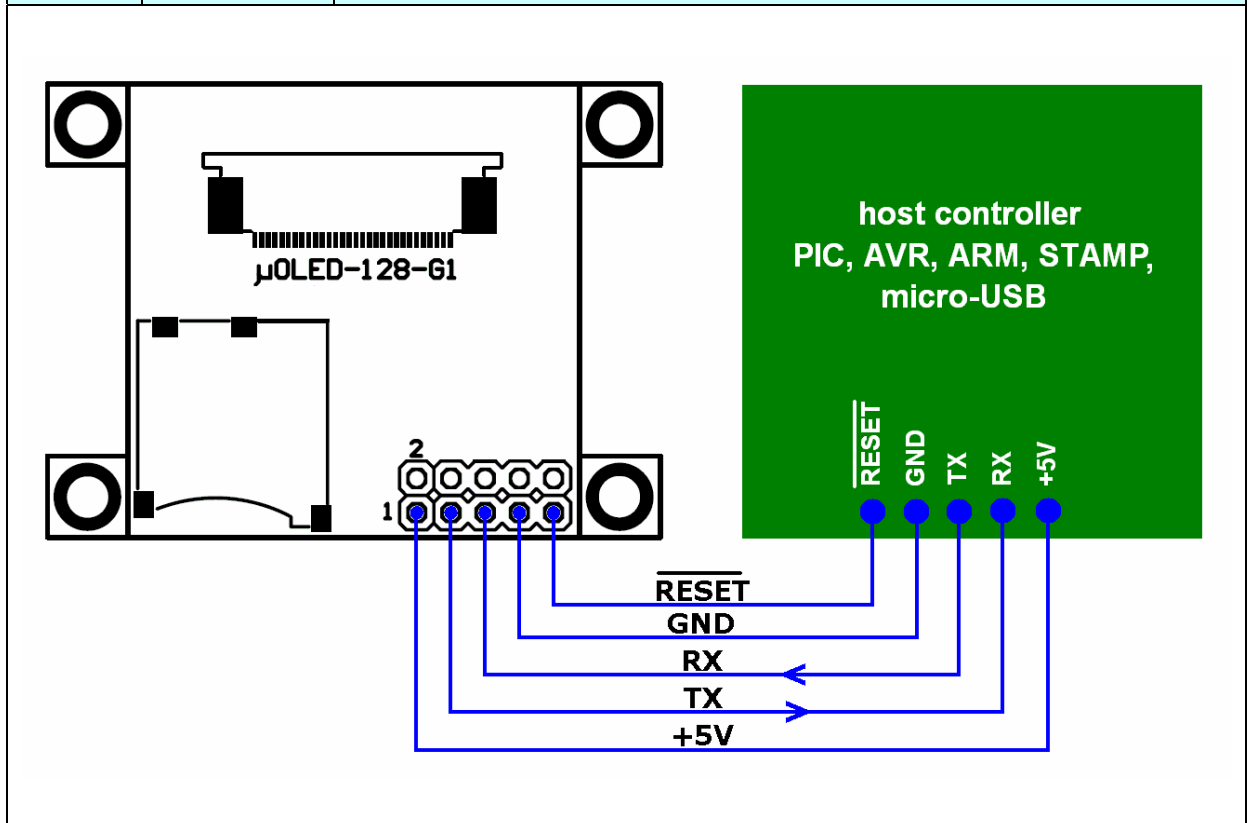 µOLED-128-G1
host controller
PIC, AVR, ARM, STAMP,
micro-USB
2
1
RESET
GND
TX
RX
+5V
RESET
GND
RX
TX
+5V